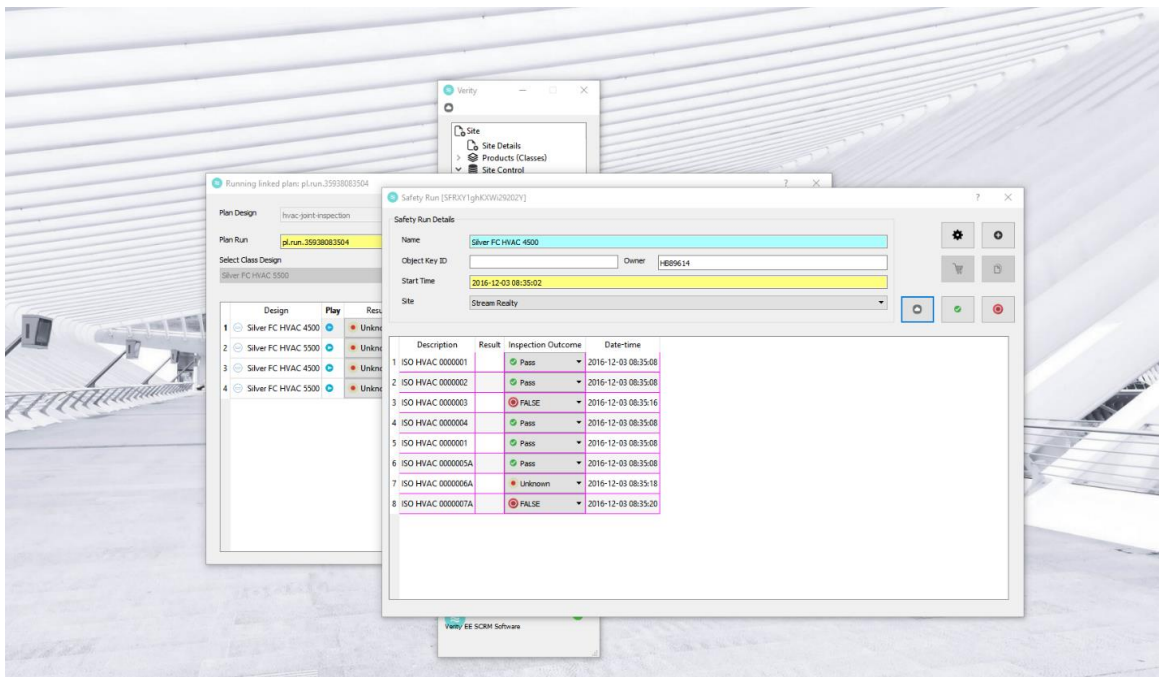 Verity
Site
Site Details
Products (Classes)
Site Control
Running linked plan: pl.run.35938083504
Plan Design hvac-joint-inspection
Plan Run pl.run.35938083504
Select Class Design
Silver FC HVAC 5500
Design Play
1 Silver FC HVAC 4500
2 Silver FC HVAC 5500
3 Silver FC HVAC 4500
4 Silver FC HVAC 5500
Safety Run [SFRXY1ghKXWi29202Y]
Safety Run Details
Name Silver FC HVAC 4500
Object Key ID Owner HB89614
Start Time 2016-12-03 08:35:02
Site Stream Realty
Description Result Inspection Outcome Date-time
1 ISO HVAC 0000001 Pass 2016-12-03 08:35:08
2 ISO HVAC 0000002 Pass 2016-12-03 08:35:08
3 ISO HVAC 0000003 FALSE 2016-12-03 08:35:16
4 ISO HVAC 0000004 Pass 2016-12-03 08:35:08
5 ISO HVAC 0000001 Pass 2016-12-03 08:35:08
6 ISO HVAC 0000005A Pass 2016-12-03 08:35:08
7 ISO HVAC 0000006A Unknown 2016-12-03 08:35:18
8 ISO HVAC 0000007A FALSE 2016-12-03 08:35:20
Verity EE SCRM Software